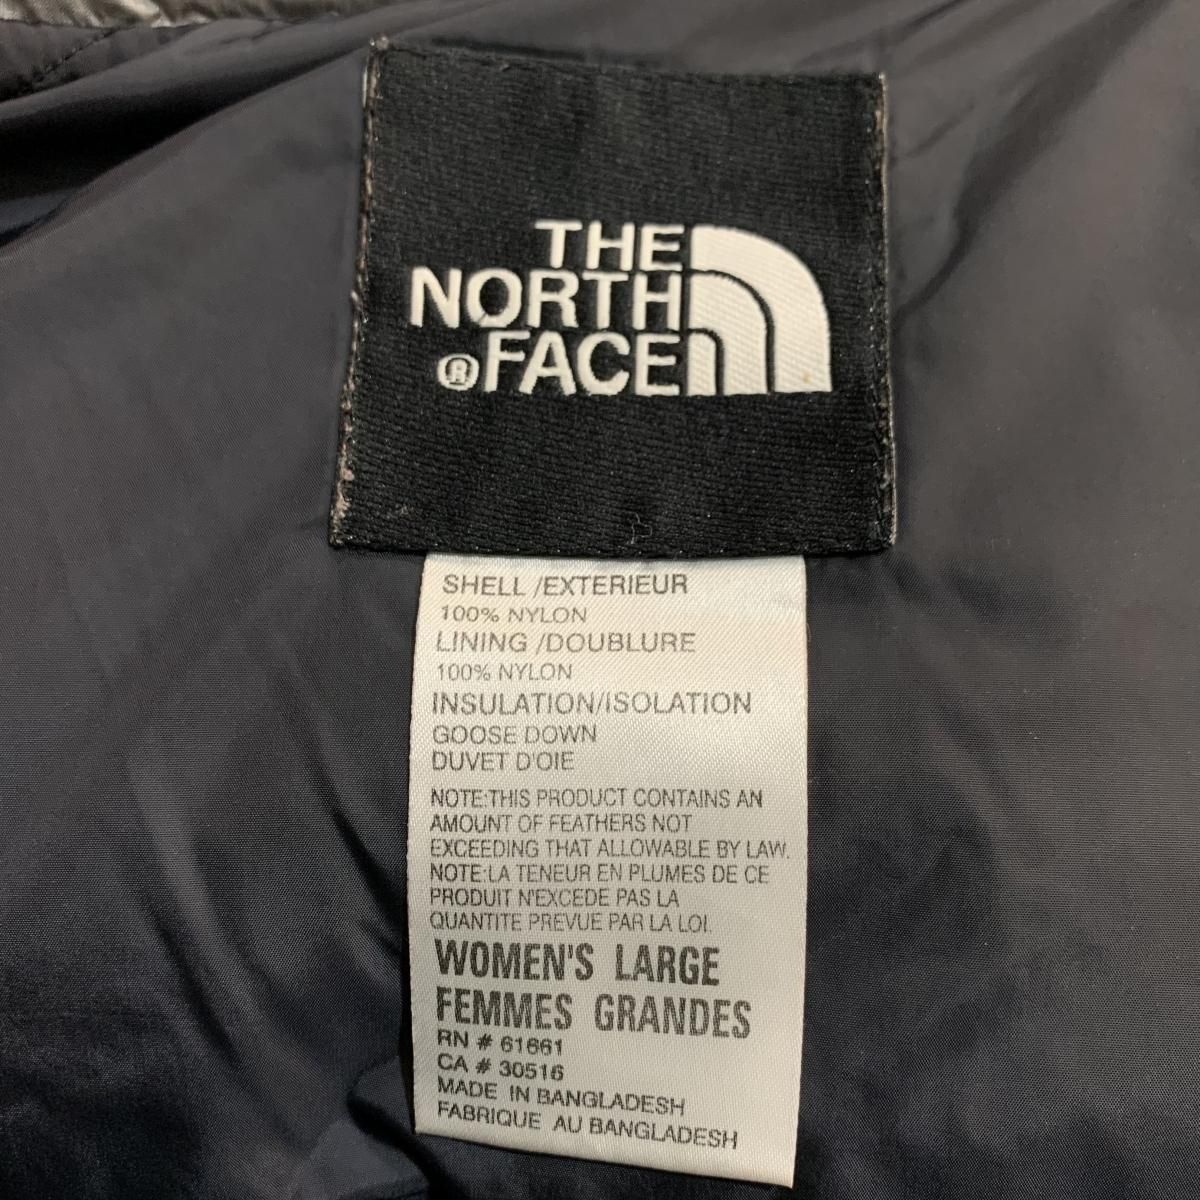 THE
NORTH
®FACE
SHELL /EXTERIEUR
100% NYLON
LINING /DOUBLURE
100% NYLON
INSULATION/ISOLATION
GOOSE DOWN
DUVET D'OIE
NOTE:THIS PRODUCT CONTAINS AN
AMOUNT OF FEATHERS NOT
EXCEEDING THAT ALLOWABLE BY LAW.
NOTE:LA TENEUR EN PLUMES DE CE
PRODUIT N'EXCEDE PAS LA
QUANTITE PREVUE PAR LA LOI.
WOMEN'S LARGE
FEMMES GRANDES
RN # 61661
CA # 30516
MADE IN BANGLADESH
FABRIQUE AU BANGLADESH